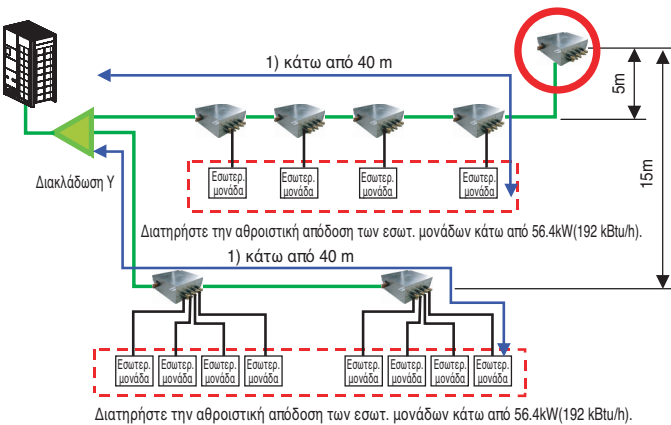 1) κάτω από 40 m
5m
15m
Διακλάδωση Y
Εσωτερ. μονάδα
Εσωτερ. μονάδα
Εσωτερ. μονάδα
Εσωτερ. μονάδα
Διατηρήστε την αθροιστική απόδοση των εσωτ. μονάδων κάτω από 56.4kW(192 kBtu/h).
1) κάτω από 40 m
Εσωτερ. μονάδα
Εσωτερ. μονάδα
Εσωτερ. μονάδα
Εσωτερ. μονάδα
Εσωτερ. μονάδα
Εσωτερ. μονάδα
Εσωτερ. μονάδα
Εσωτερ. μονάδα
Διατηρήστε την αθροιστική απόδοση των εσωτ. μονάδων κάτω από 56.4kW(192 kBtu/h).